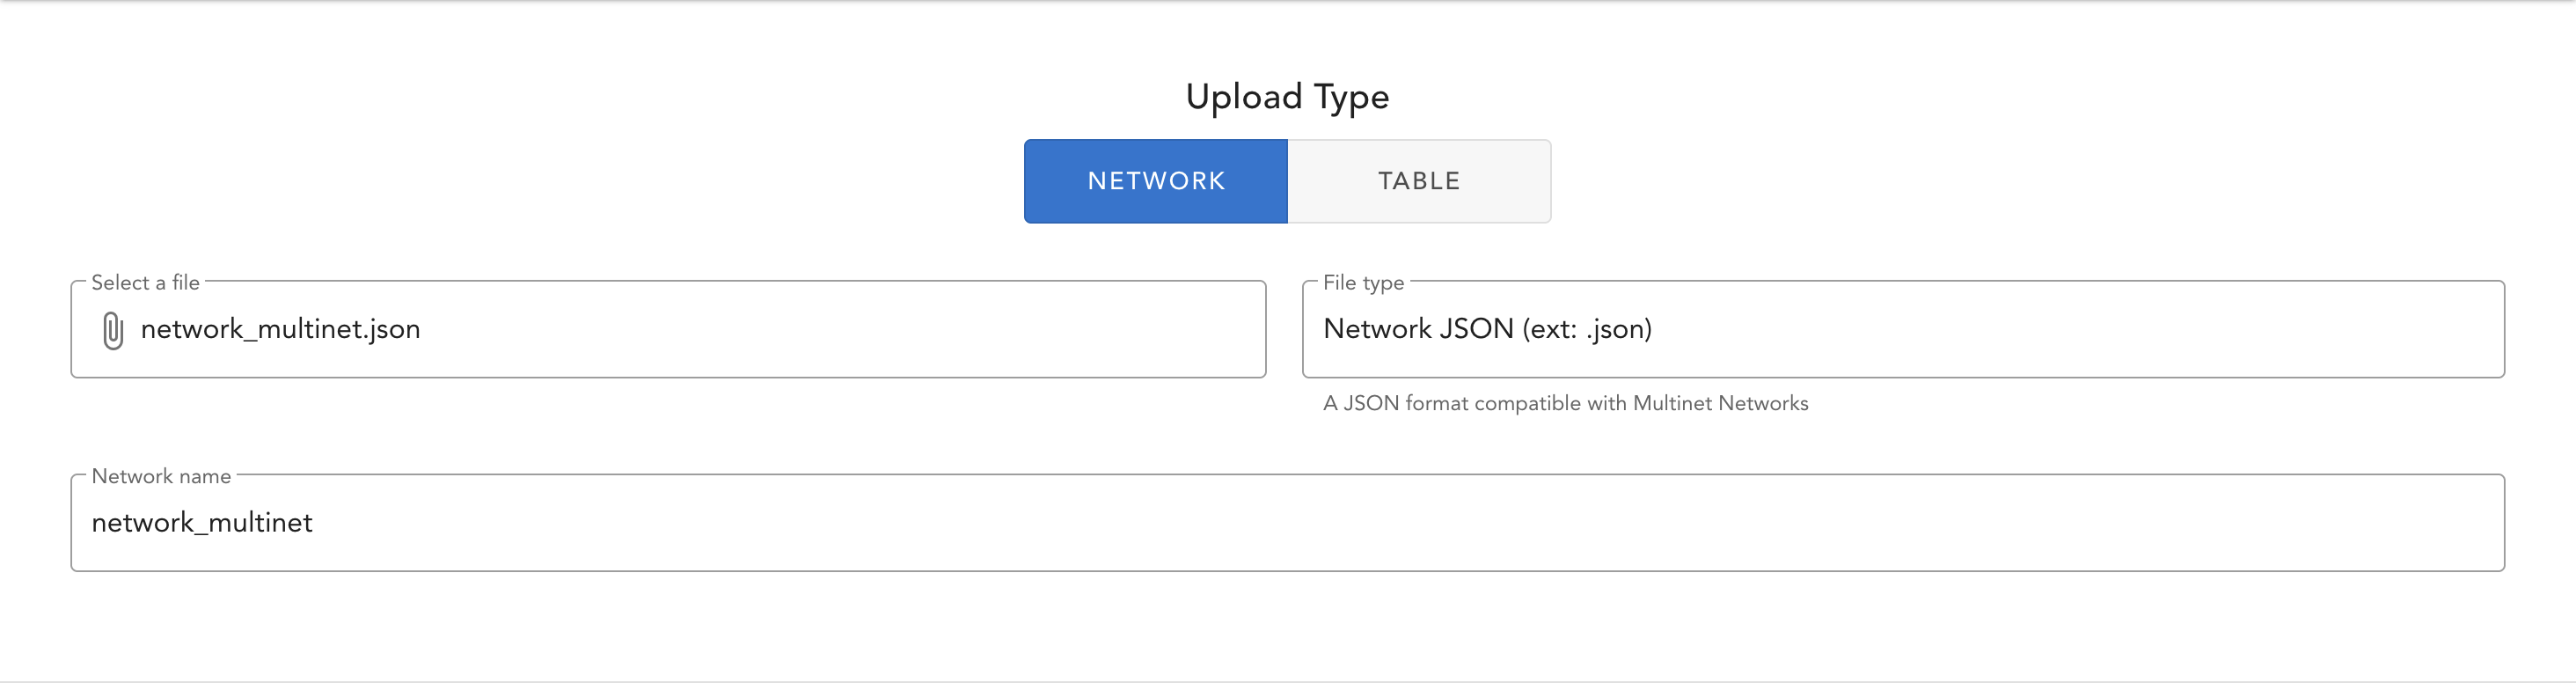 Upload Type
NETWORK
TABLE
Select a file
network_multinet.json
File type
Network JSON (ext: .json)
A JSON format compatible with Multinet Networks
Network name
network_multinet